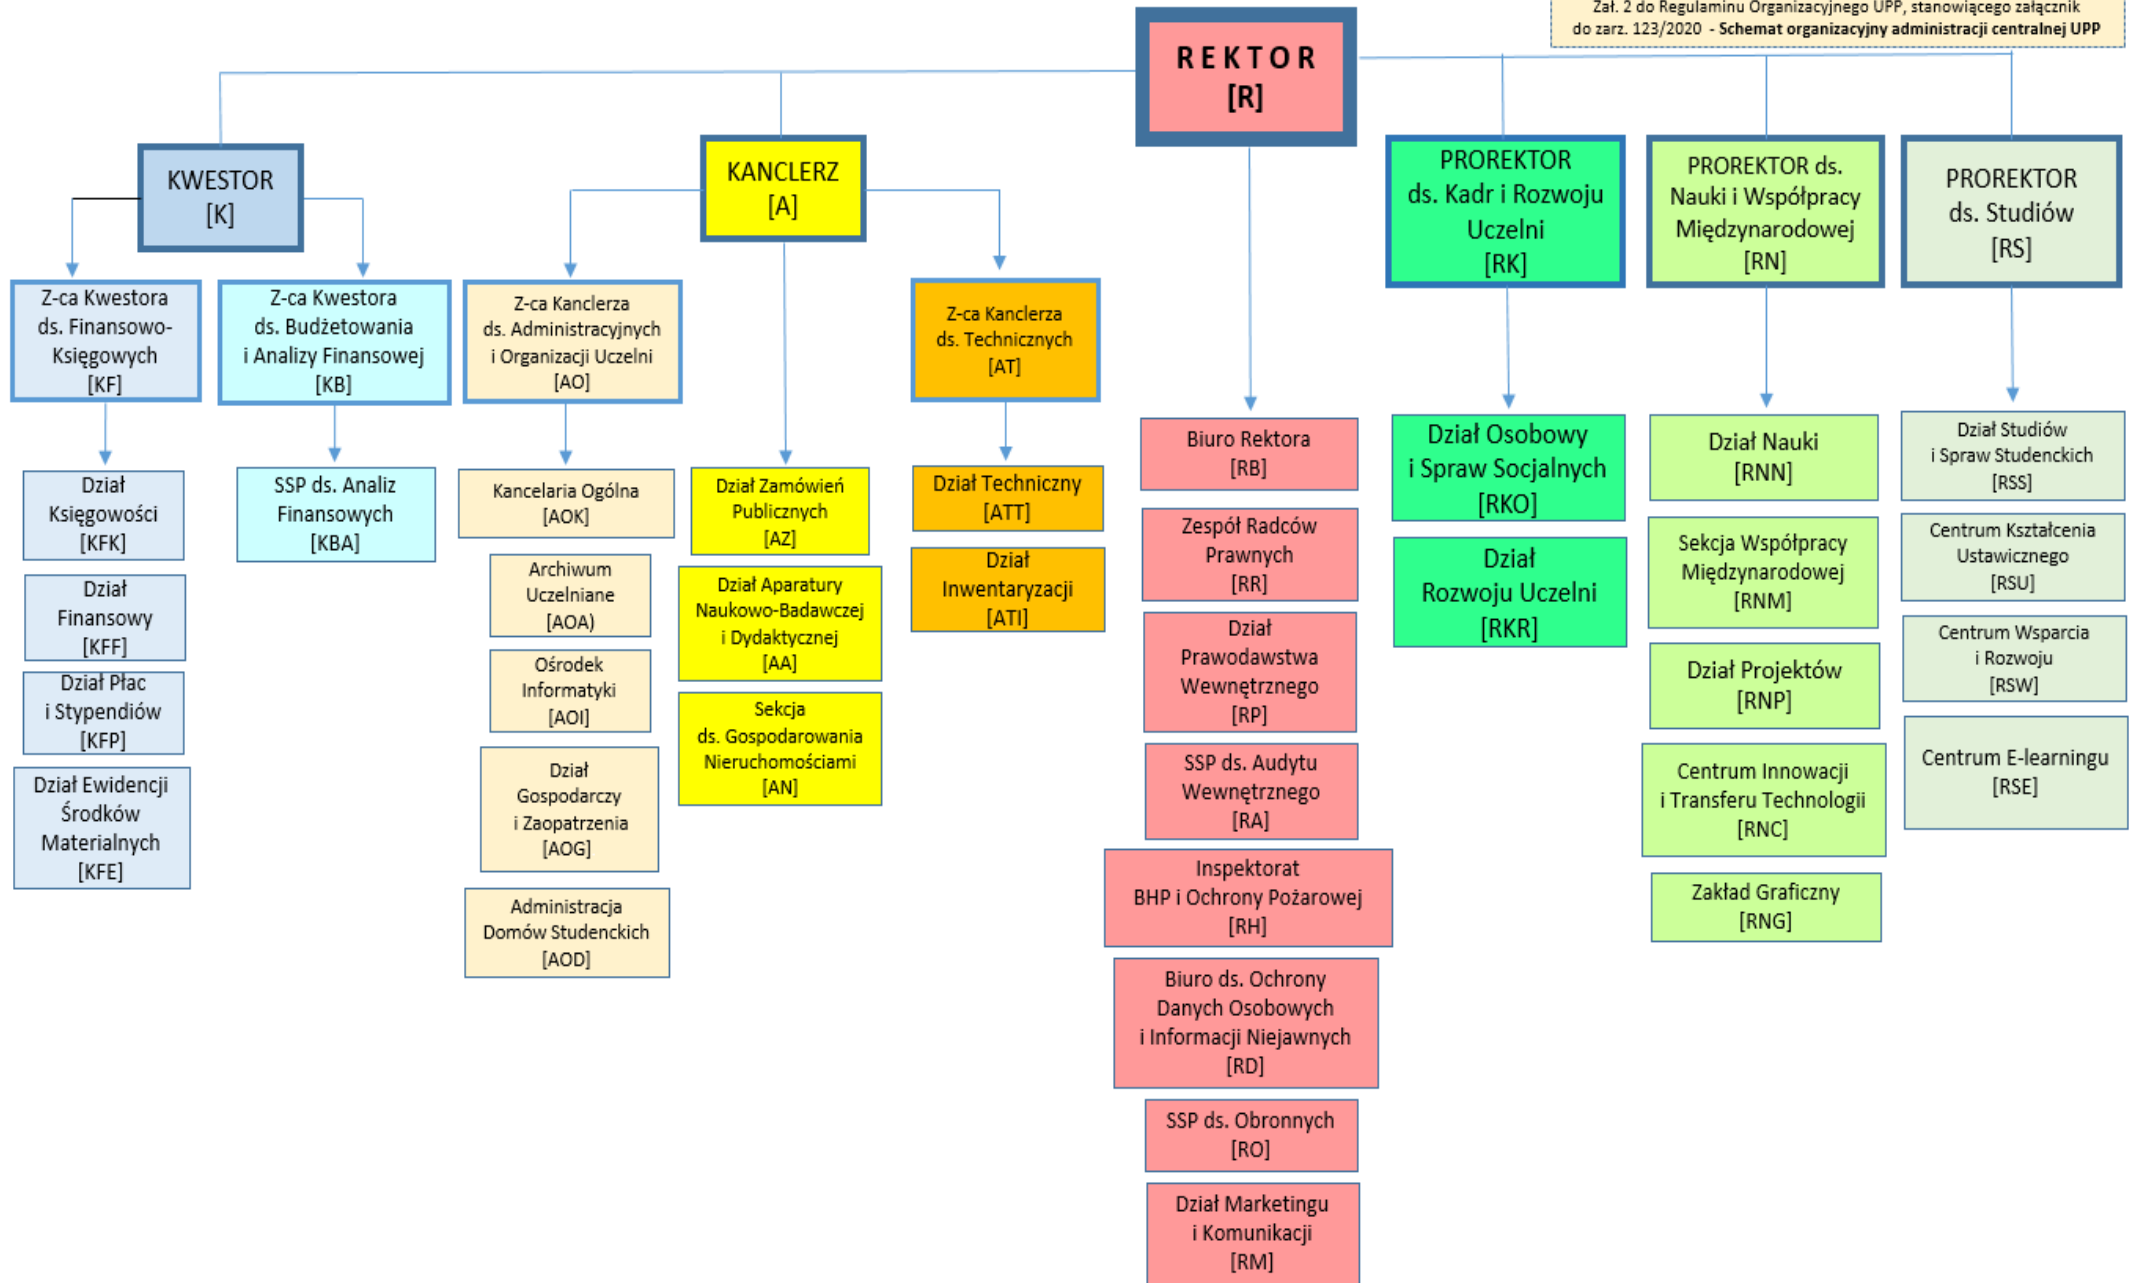 Zał. 2 do Regulaminu Organizacyjnego UPP, stanowiącego załącznik
do zarz. 123/2020 - Schemat organizacyjny administracji centralnej UPP
REKTOR
[R]
KWESTOR
[K]
KANCLERZ
[A]
PROREKTOR
ds. Kadr i Rozwoju
Uczelni
[RK]
PROREKTOR ds.
Nauki i Współpracy
Międzynarodowej
[RN]
PROREKTOR
ds. Studiów
[RS]
Z-ca Kwestora
ds. Finansowo-
Księgowych
[KF]
Z-ca Kwestora
ds. Budżetowania
i Analizy Finansowej
[KB]
Z-ca Kanclerza
ds. Administracyjnych
i Organizacji Uczelni
[AO]
Z-ca Kanclerza
ds. Technicznych
[AT]
Dział
Księgowości
[KFK]
Dział
Finansowy
[KFF]
Dział Płac
i Stypendiów
[KFP]
Dział Ewidencji
Środków
Materialnych
[KFE]
SSP ds. Analiz
Finansowych
[KBA]
Kancelaria Ogólna
[AOK]
Archiwum
Uczelniane
[AOA)
Ośrodek
Informatyki
[AOI]
Dział
Gospodarczy
i Zaopatrzenia
[AOG]
Administracja
Domów Studenckich
[AOD]
Dział Zamówień
Publicznych
[AZ]
Dział Aparatury
Naukowo-Badawczej
i Dydaktycznej
[AA]
Sekcja
ds. Gospodarowania
Nieruchomościami
[AN]
Dział Techniczny
[ATT]
Dział
Inwentaryzacji
[ATI]
Biuro Rektora
[RB]
Zespół Radców
Prawnych
[RR]
Dział
Prawodawstwa
Wewnętrznego
[RP]
SSP ds. Audytu
Wewnętrznego
[RA]
Inspektorat
BHP i Ochrony Pożarowej
[RH]
Biuro ds. Ochrony
Danych Osobowych
i Informacji Niejawnych
[RD]
SSP ds. Obronnych
[RO]
Dział Marketingu
i Komunikacji
[RM]
Dział Osobowy
i Spraw Socjalnych
[RKO]
Dział
Rozwoju Uczelni
[RKR]
Dział Nauki
[RNN]
Sekcja Współpracy
Międzynarodowej
[RNM]
Dział Projektów
[RNP]
Centrum Innowacji
i Transferu Technologii
[RNC]
Zakład Graficzny
[RNG]
Dział Studiów
i Spraw Studenckich
[RSS]
Centrum Kształcenia
Ustawicznego
[RSU]
Centrum Wsparcia
i Rozwoju
[RSW]
Centrum E-learningu
[RSE]